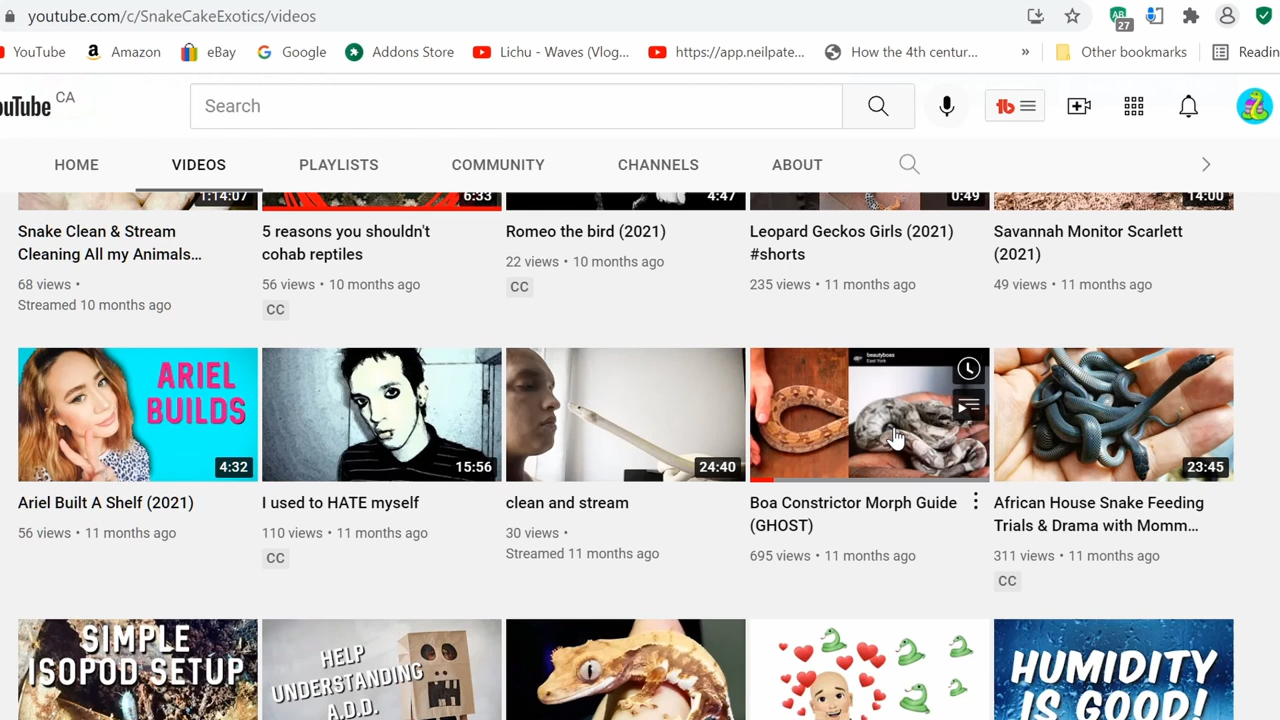 youtube.com/c/SnakeCakeExotics/videos
27
YouTube
Amazon
eBay
Google
Addons Store
Lichu - Waves (Vlog...
https://app.neilpate...
How the 4th centur...
»
Other bookmarks
Readin
ouTube CA
Search
HOME
VIDEOS
PLAYLISTS
COMMUNITY
CHANNELS
ABOUT
1:14:07
6:33
4:47
0:49
14:00
Snake Clean & Stream
Cleaning All my Animals...
68 views •
Streamed 10 months ago
5 reasons you shouldn't
cohab reptiles
56 views • 10 months ago
CC
Romeo the bird (2021)
22 views • 10 months ago
CC
Leopard Geckos Girls (2021)
#shorts
235 views • 11 months ago
Savannah Monitor Scarlett
(2021)
49 views • 11 months ago
ARIEL
BUILDS
4:32
Ariel Built A Shelf (2021)
56 views • 11 months ago
15:56
I used to HATE myself
110 views • 11 months ago
CC
24:40
clean and stream
30 views •
Streamed 11 months ago
beautyboas
East York
Boa Constrictor Morph Guide
(GHOST)
695 views • 11 months ago
23:45
African House Snake Feeding
Trials & Drama with Momm...
311 views • 11 months ago
CC
SIMPLE
ISOPOD SETUP
HELP
UNDERSTANDING
A.D.D.
HUMIDITY
IS GOOD!